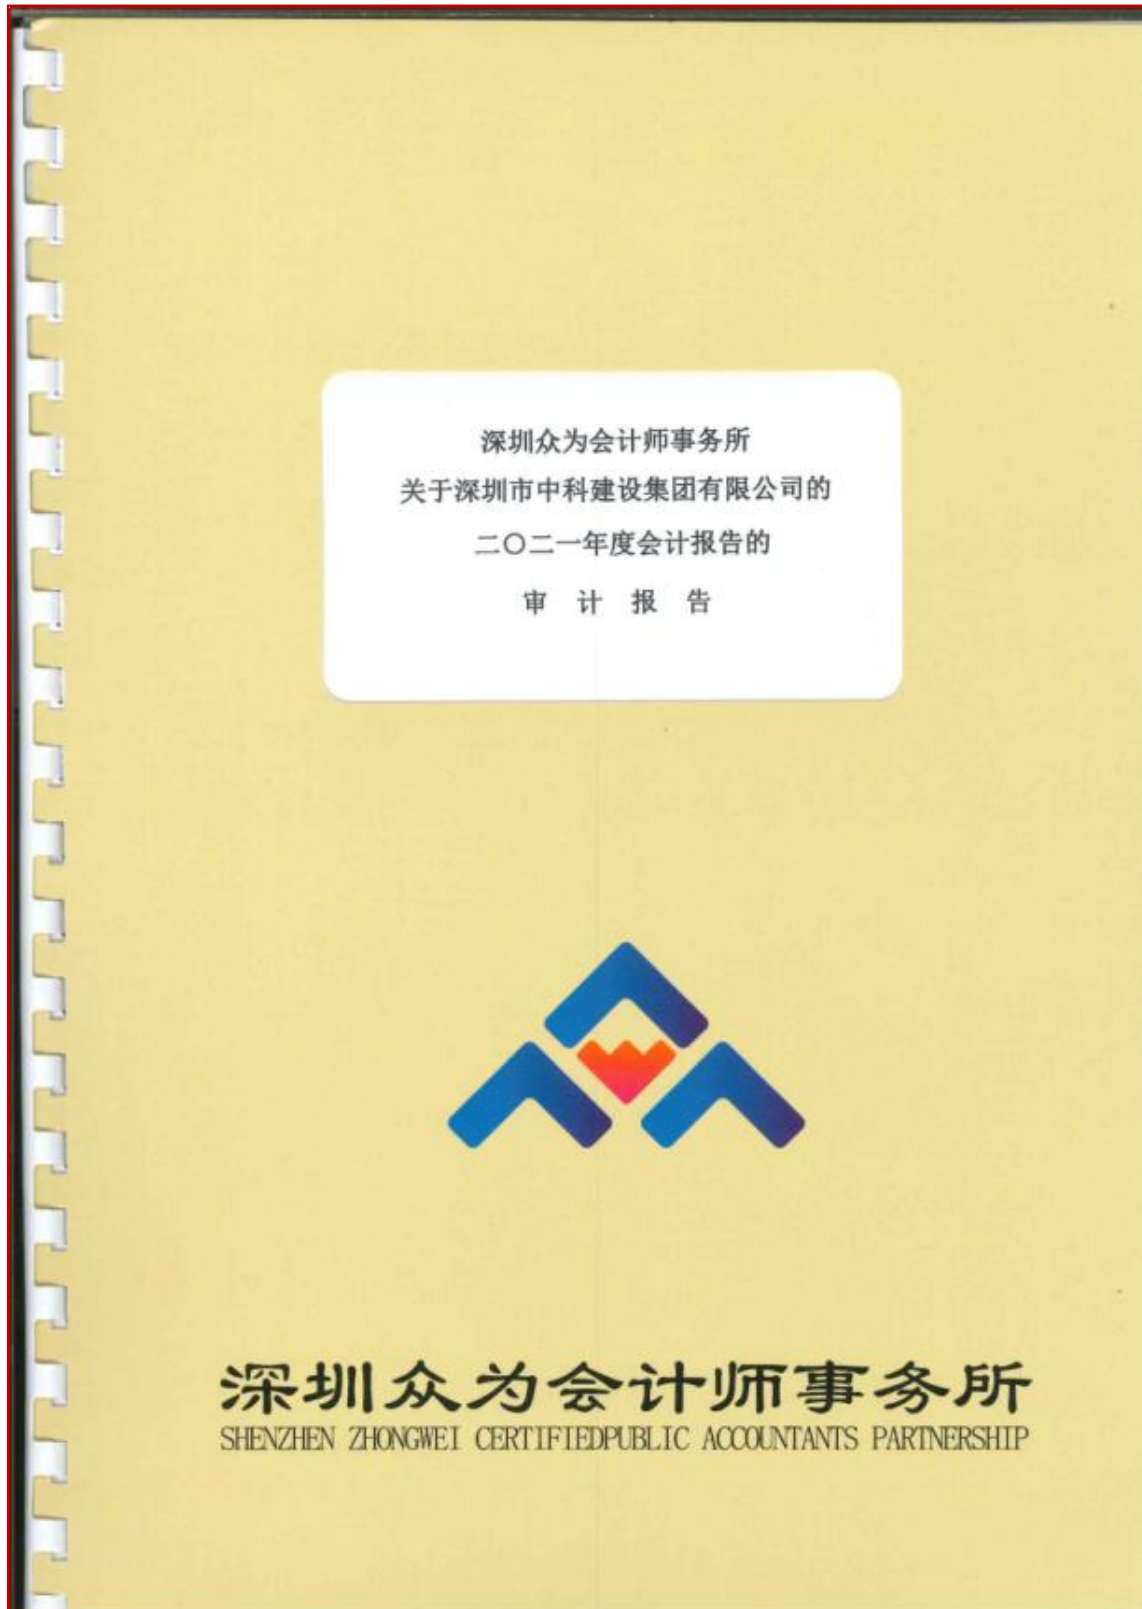 深圳众为会计师事务所
关于深圳市中科建设集团有限公司的
二〇二一年度会计报告的
审 计 报 告
深圳众为会计师事务所
SHENZHEN ZHONGWEI CERTIFIEDPUBLIC ACCOUNTANTS PARTNERSHIP